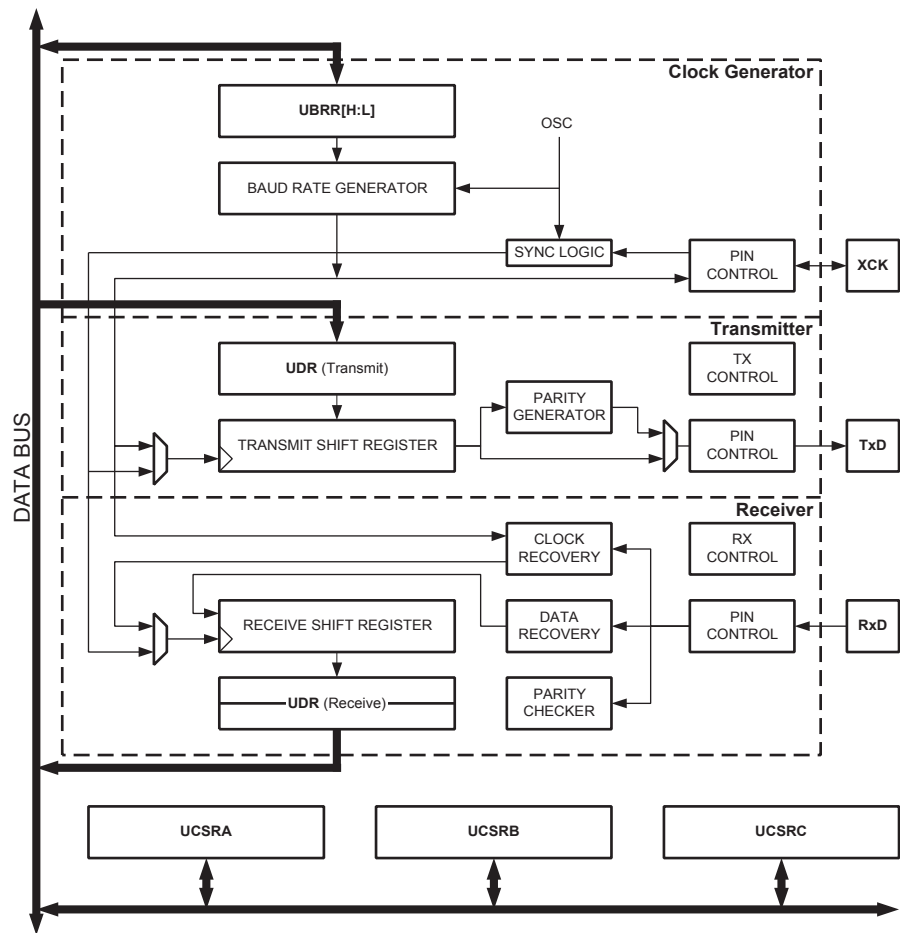 Clock Generator
UBRR[H:L]
OSC
BAUD RATE GENERATOR
SYNC LOGIC
PIN
CONTROL
XCK
Transmitter
UDR (Transmit)
TX
CONTROL
PARITY
GENERATOR
TRANSMIT SHIFT REGISTER
PIN
CONTROL
TxD
DATA BUS
Receiver
CLOCK
RECOVERY
RX
CONTROL
RECEIVE SHIFT REGISTER
DATA
RECOVERY
PIN
CONTROL
RxD
UDR (Receive)
PARITY
CHECKER
UCSRA
UCSRB
UCSRC